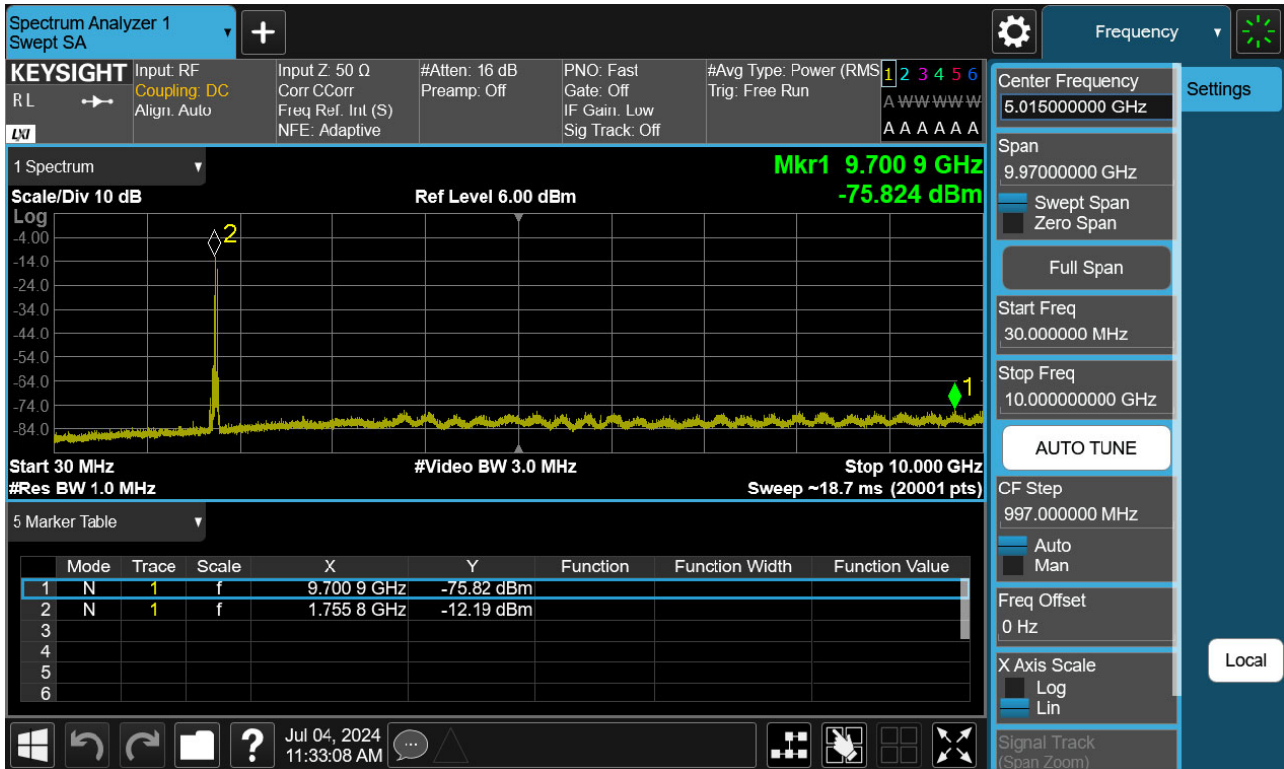 Spectrum Analyzer 1
Swept SA
+
Frequency
KEYSIGHT
R L
LXI
Input: RF
Coupling: DC
Align: Auto
Input Z: 50 Ω
Corr CCorr
Freq Ref: Int (S)
NFE: Adaptive
#Atten: 16 dB
Preamp: Off
PNO: Fast
Gate: Off
IF Gain: Low
Sig Track: Off
#Avg Type: Power (RMS
Trig: Free Run
1 2 3 4 5 6
A W W W W W
A A A A A A
1 Spectrum
Mkr1 9.700 9 GHz
Scale/Div 10 dB
Ref Level 6.00 dBm
-75.824 dBm
Log
-4.00
-14.0
-24.0
-34.0
-44.0
-54.0
-64.0
-74.0
-84.0
2
1
Start 30 MHz
#Video BW 3.0 MHz
Stop 10.000 GHz
#Res BW 1.0 MHz
Sweep ~18.7 ms (20001 pts)
5 Marker Table
Mode Trace Scale X Y Function Function Width Function Value
1 N 1 f 9.700 9 GHz -75.82 dBm
2 N 1 f 1.755 8 GHz -12.19 dBm
3
4
5
6
?
Jul 04, 2024
11:33:08 AM
Center Frequency
5.015000000 GHz
Span
9.97000000 GHz
Swept Span
Zero Span
Full Span
Start Freq
30.000000 MHz
Stop Freq
10.000000000 GHz
AUTO TUNE
CF Step
997.000000 MHz
Auto
Man
Freq Offset
0 Hz
X Axis Scale
Log
Lin
Signal Track
(Span Zoom)
Settings
Local